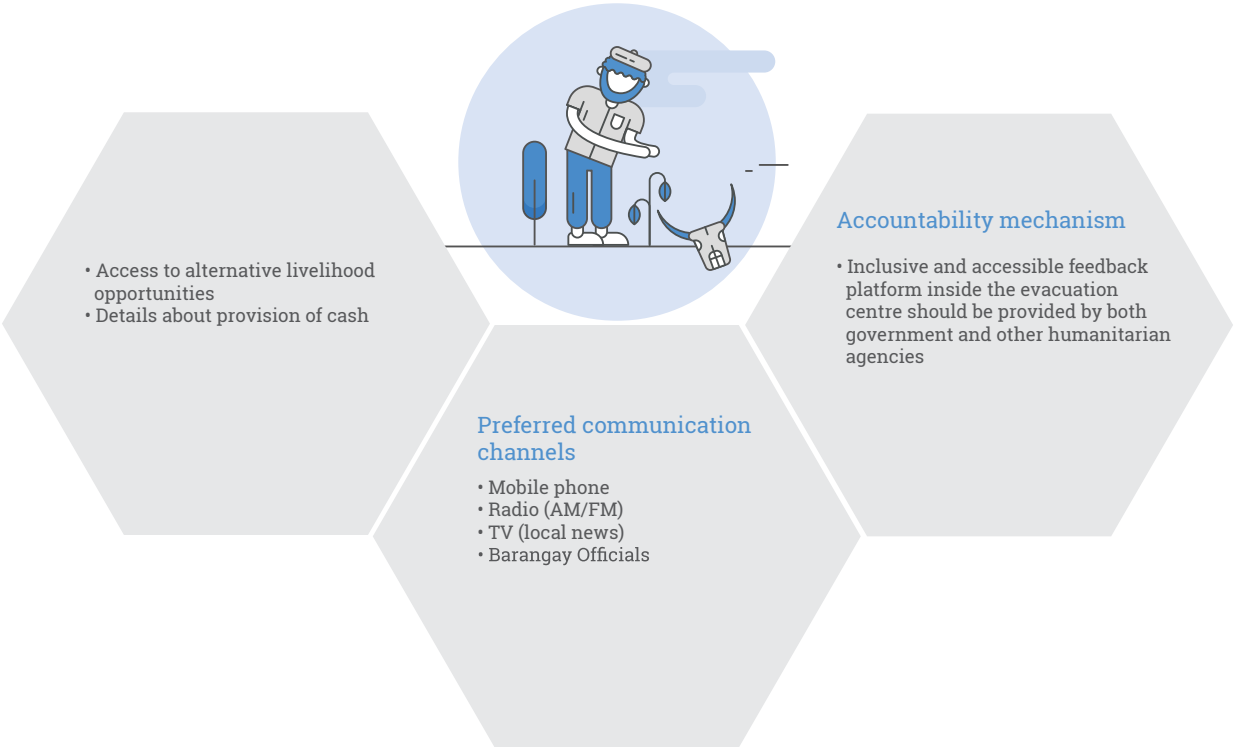 • Access to alternative livelihood
opportunities
• Details about provision of cash
Preferred communication
channels
• Mobile phone
• Radio (AM/FM)
• TV (local news)
• Barangay Officials
Accountability mechanism
• Inclusive and accessible feedback
platform inside the evacuation
centre should be provided by both
government and other humanitarian
agencies